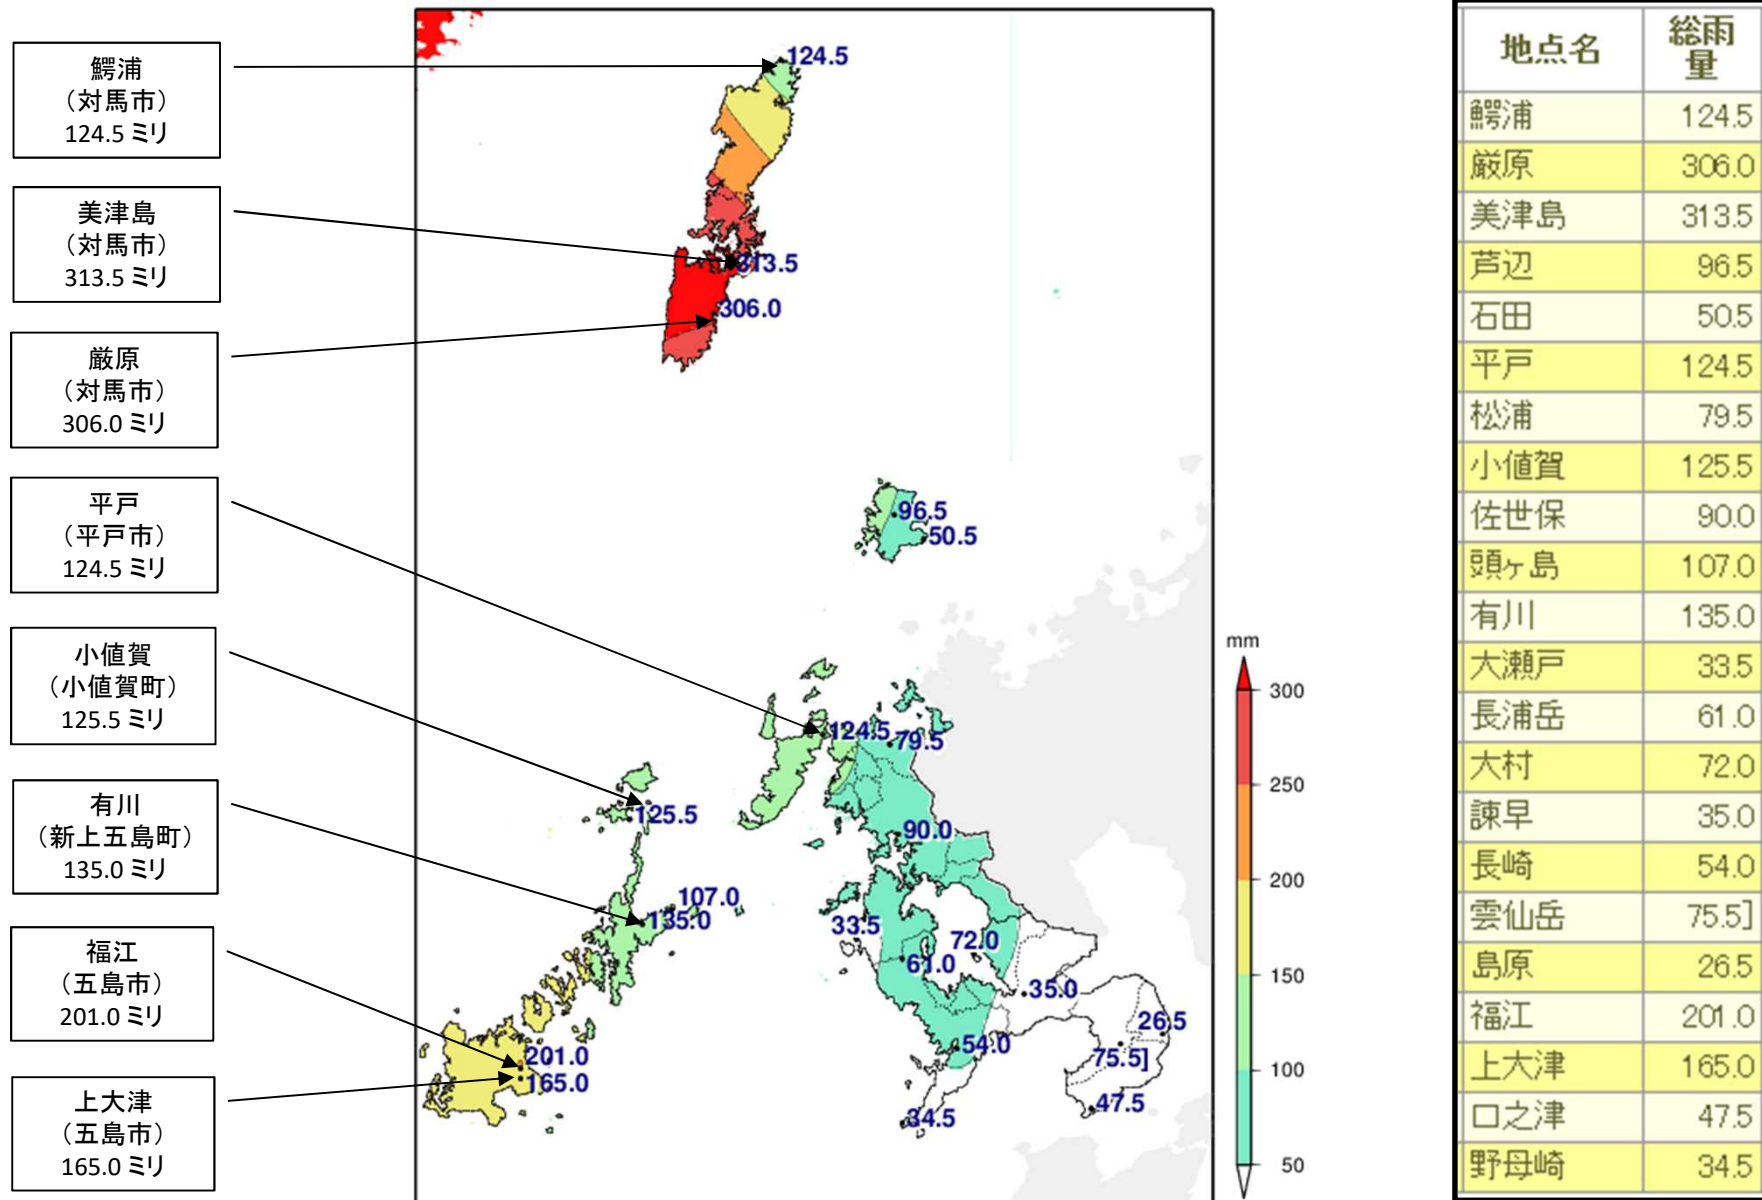 鰐浦
（対馬市）
124.5 ミリ
美津島
（対馬市）
313.5 ミリ
厳原
（対馬市）
306.0 ミリ
平戸
（平戸市）
124.5 ミリ
小値賀
（小値賀町）
125.5 ミリ
有川
（新上五島町）
135.0 ミリ
福江
（五島市）
201.0 ミリ
上大津
（五島市）
165.0 ミリ
124.5
313.5
306.0
96.5
50.5
124.5
79.5
125.5
90.0
107.0
135.0
33.5
72.0
61.0
35.0
26.5
201.0
54.0
75.5]
165.0
47.5
34.5
mm
300
250
200
150
100
50
地点名 総雨量
鰐浦 124.5
厳原 306.0
美津島 313.5
芦辺 96.5
石田 50.5
平戸 124.5
松浦 79.5
小値賀 125.5
佐世保 90.0
頭ヶ島 107.0
有川 135.0
大瀬戸 33.5
長浦岳 61.0
大村 72.0
諫早 35.0
長崎 54.0
雲仙岳 75.5]
島原 26.5
福江 201.0
上大津 165.0
口之津 47.5
野母崎 34.5